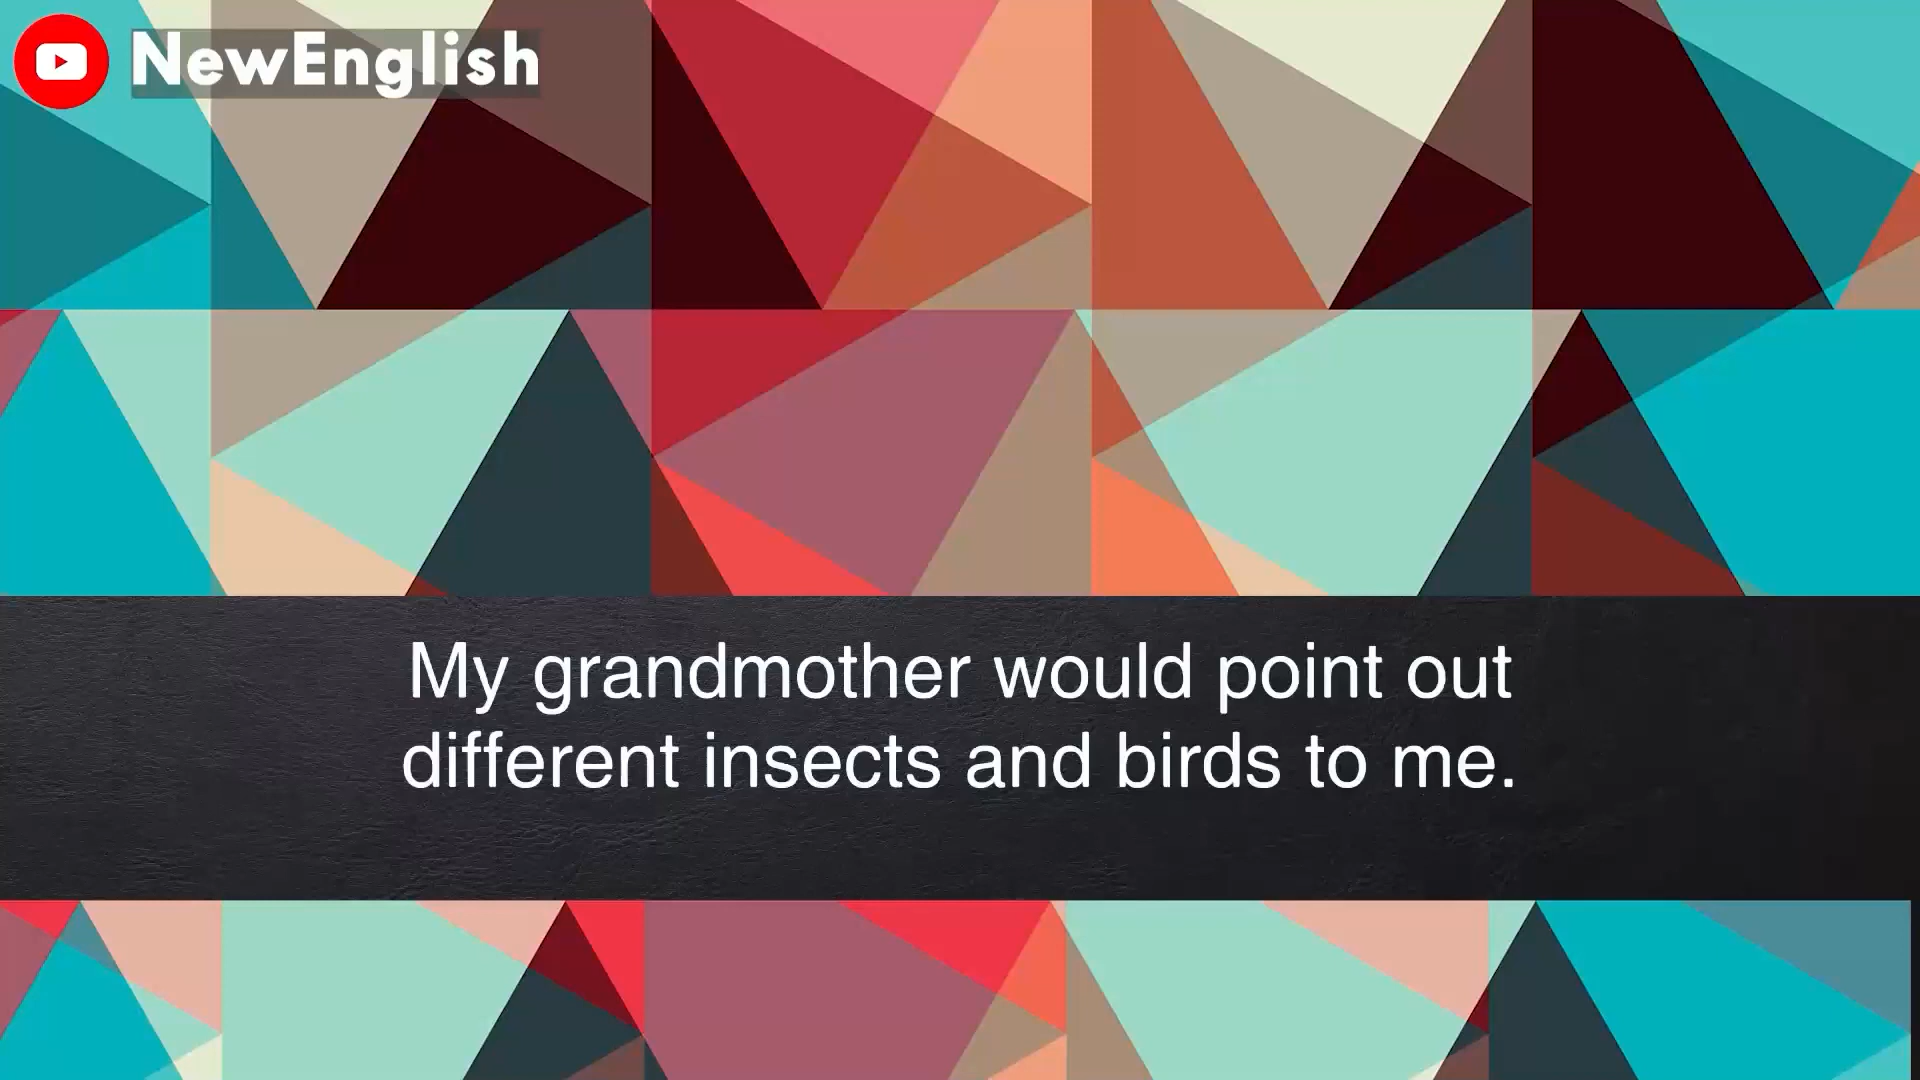 NewEnglish
My grandmother would point out
different insects and birds to me.